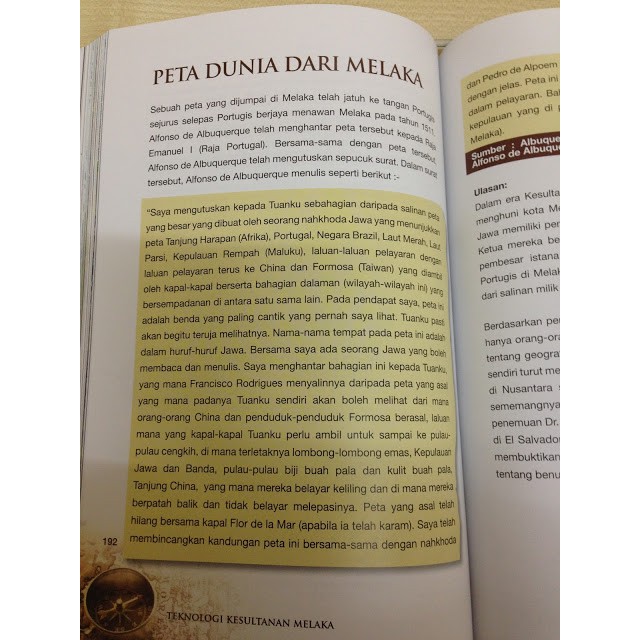 PETA DUNIA DARI MELAKA
Sebuah peta yang dijumpai di Melaka telah jatuh ke tangan Portugis
sejurus selepas Portugis berjaya menawan Melaka pada tahun 1511.
Alfonso de Albuquerque telah menghantar peta tersebut kepada Raja
Emanuel I (Raja Portugal). Bersama-sama dengan peta tersebut,
Alfonso de Albuquerque telah mengutuskan sepucuk surat. Dalam surat
tersebut, Alfonso de Albuquerque menulis seperti berikut :-
"Saya mengutuskan kepada Tuanku sebahagian daripada salinan peta
yang besar yang dibuat oleh seorang nahkhoda Jawa yang menunjukkan
peta Tanjung Harapan (Afrika), Portugal, Negara Brazil, Laut Merah, Laut
Parsi, Kepulauan Rempah (Maluku), laluan-laluan pelayaran dengan
laluan pelayaran terus ke China dan Formosa (Taiwan) yang diambil
oleh kapal-kapal berserta bahagian dalaman (wilayah-wilayah ini) yang
bersempadanan di antara satu sama lain. Pada pendapat saya, peta ini
adalah benda yang paling cantik yang pernah saya lihat. Tuanku pasti
akan begitu teruja melihatnya. Nama-nama tempat pada peta ini adalah
dalam huruf-huruf Jawa. Bersama saya ada seorang Jawa yang boleh
membaca dan menulis. Saya menghantar bahagian ini kepada Tuanku,
yang mana Francisco Rodrigues menyalinnya daripada peta yang asal
yang mana padanya Tuanku sendiri akan boleh melihat dari mana
orang-orang China dan penduduk-penduduk Formosa berasal, laluan
mana yang kapal-kapal Tuanku perlu ambil untuk sampai ke pulau-
pulau cengkih, di mana terletaknya lombong-lombong emas, Kepulauan
Jawa dan Banda, pulau-pulau biji buah pala dan kulit buah pala,
Tanjung China, yang mana mereka belayar keliling dan di mana mereka
berpatah balik dan tidak belayar melepasinya. Peta yang asal telah
hilang bersama kapal Flor de la Mar (apabila ia telah karam). Saya telah
membincangkan kandungan peta ini bersama-sama dengan nahkhoda
192
TEKNOLOGI KESULTANAN MELAKA
dan Pedro de Alpoem
dengan jelas. Peta ini
dalam pelayaran.
kepulauan yang di
Melaka).
Sumber : Albuquerque
Alfonso de
Ulasan:
Dalam era
menghuni kota
Jawa memiliki
Ketua mereka
pembesar istana
Portugis di
dari salinan milik
Berdasarkan
hanya
tentang
sendiri turut
di Nusantara
sememangnya
penemuan Dr.
di El Salvador
membuktikan
tentang